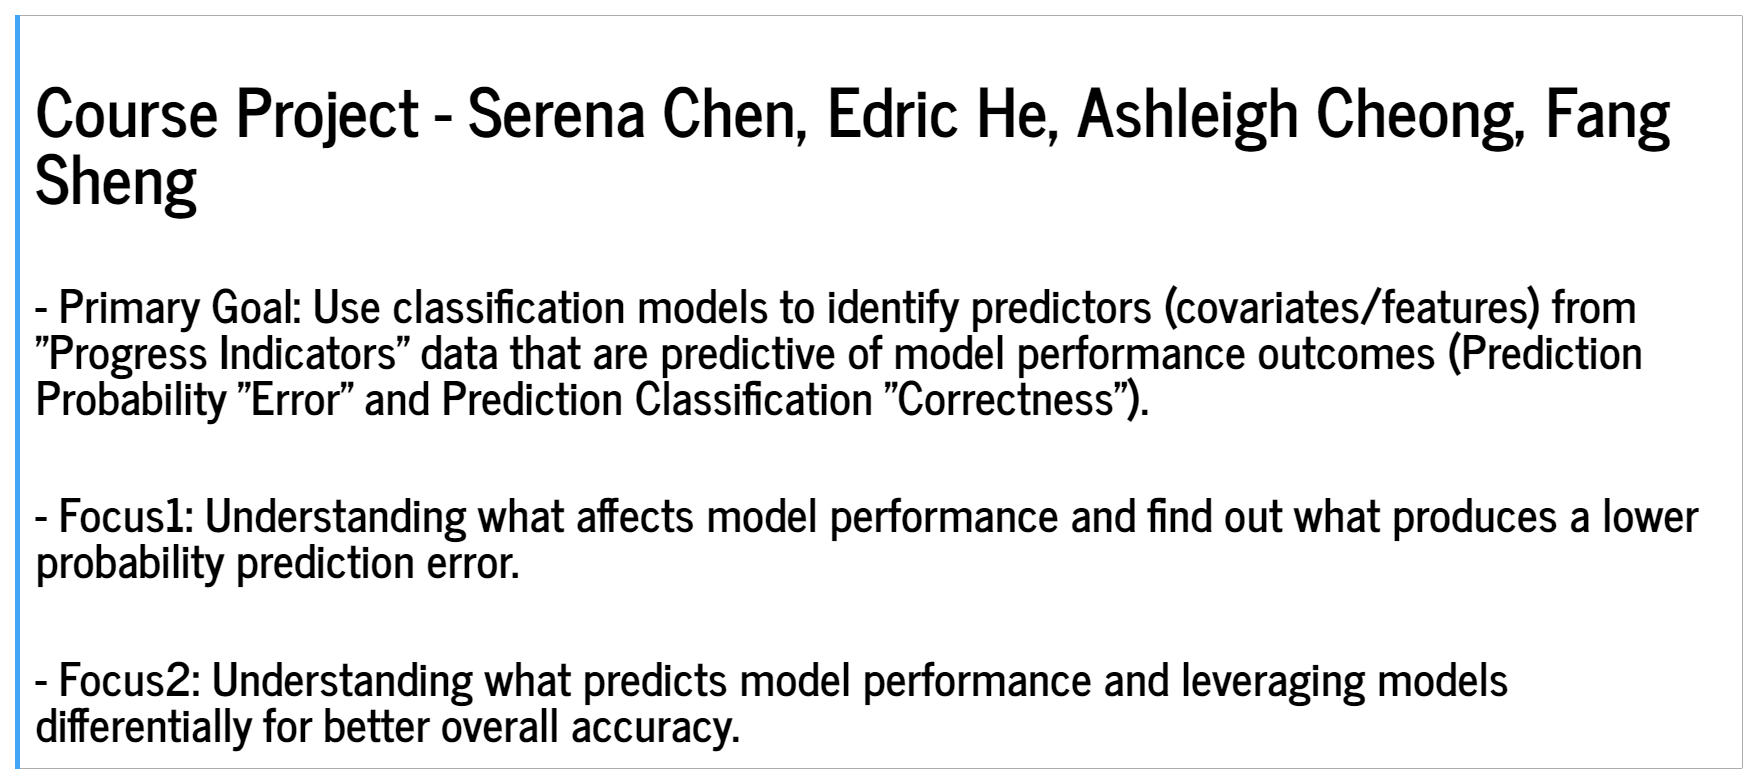 Course Project - Serena Chen, Edric He, Ashleigh Cheong, Fang
Sheng
- Primary Goal: Use classification models to identify predictors (covariates/features) from
”Progress Indicators” data that are predictive of model performance outcomes (Prediction
Probability ”Error” and Prediction Classification ”Correctness”).
- Focus1: Understanding what affects model performance and find out what produces a lower
probability prediction error.
- Focus2: Understanding what predicts model performance and leveraging models
differentially for better overall accuracy.